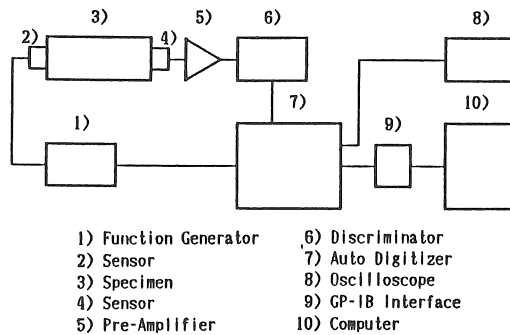 3)
5)
6)
2)
4)
8)
7)
1)
9)
10)
1) Function Generator
2) Sensor
3) Specimen
4) Sensor
5) Pre-Amplifier
6) Discriminator
7) Auto Digitizer
8) Oscilloscope
9) GP-IB Interface
10) Computer